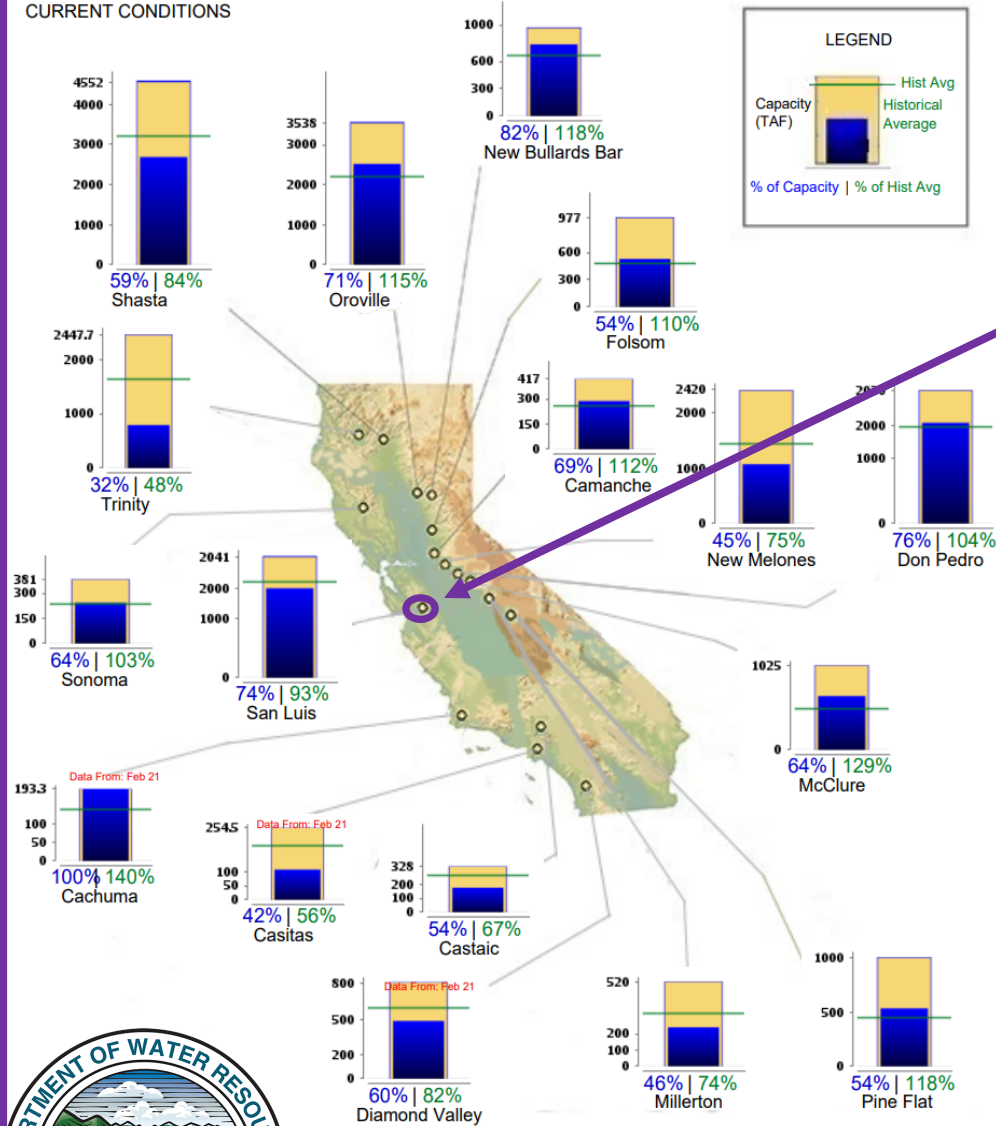 CURRENT CONDITIONS
LEGEND
Hist Avg
Capacity
(TAF)
Historical
Average
% of Capacity | % of Hist Avg
1000
600
300
0
82% | 118%
New Bullards Bar
4552
4000
3000
2000
1000
0
59% | 84%
Shasta
3538
3000
2000
1000
0
71% | 115%
Oroville
977
600
300
0
54% | 110%
Folsom
2447.7
2000
1000
0
32% | 48%
Trinity
417
300
150
0
69% | 112%
Camanche
2420
2000
1000
0
45% | 75%
New Melones
2000
1000
0
76% | 104%
Don Pedro
381
300
150
0
64% | 103%
Sonoma
2041
2000
1000
0
74% | 93%
San Luis
1025
0
64% | 129%
McClure
Data From: Feb 21
193.3
100
50
0
100% | 140%
Cachuma
Data From: Feb 21
254.5
100
50
0
42% | 56%
Casitas
328
200
100
0
54% | 67%
Castaic
Data From: Feb 21
800
500
200
0
60% | 82%
Diamond Valley
520
200
100
0
46% | 74%
Millerton
1000
500
0
54% | 118%
Pine Flat
RTMENT OF WATER RESOU